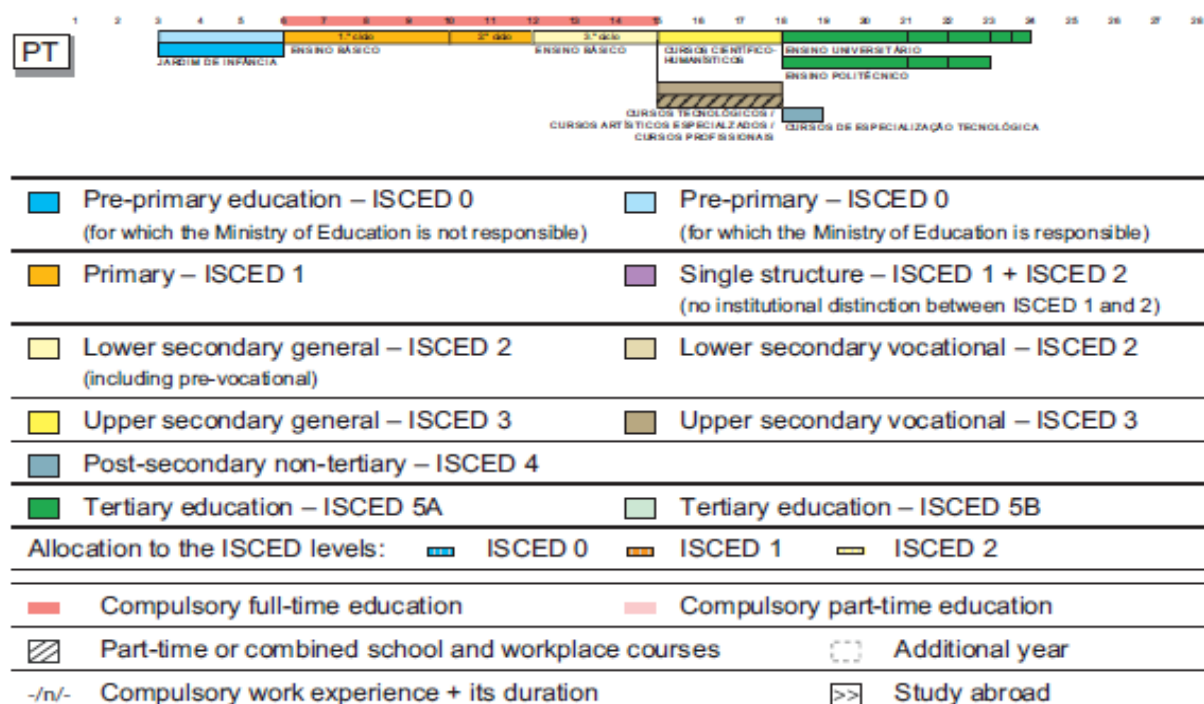 1 2 3 4 5 6 7 8 9 10 11 12 13 14 15 16 17 18 19 20 21 22 23 24 25 26 27 28
PT
1.º ciclo 2.º ciclo 3.º ciclo
JARDIM DE INFÂNCIA
ENSINO BÁSICO
ENSINO BÁSICO
CURSOS CIENTÍFICO-
HUMANÍSTICOS
ENSINO UNIVERSITÁRIO
ENSINO POLITÉCNICO
CURSOS TECNOLÓGICOS /
CURSOS ARTÍSTICOS ESPECIALZADOS /
CURSOS PROFISSIONAIS
CURSOS DE ESPECIALIZAÇÃO TECNOLÓGICA
Pre-primary education – ISCED 0
(for which the Ministry of Education is not responsible)
Pre-primary – ISCED 0
(for which the Ministry of Education is responsible)
Primary – ISCED 1
Single structure – ISCED 1 + ISCED 2
(no institutional distinction between ISCED 1 and 2)
Lower secondary general – ISCED 2
(including pre-vocational)
Lower secondary vocational – ISCED 2
Upper secondary general – ISCED 3
Upper secondary vocational – ISCED 3
Post-secondary non-tertiary – ISCED 4
Tertiary education – ISCED 5A
Tertiary education – ISCED 5B
Allocation to the ISCED levels: ISCED 0 ISCED 1 ISCED 2
Compulsory full-time education
Compulsory part-time education
Part-time or combined school and workplace courses
Additional year
-/n/- Compulsory work experience + its duration
>> Study abroad